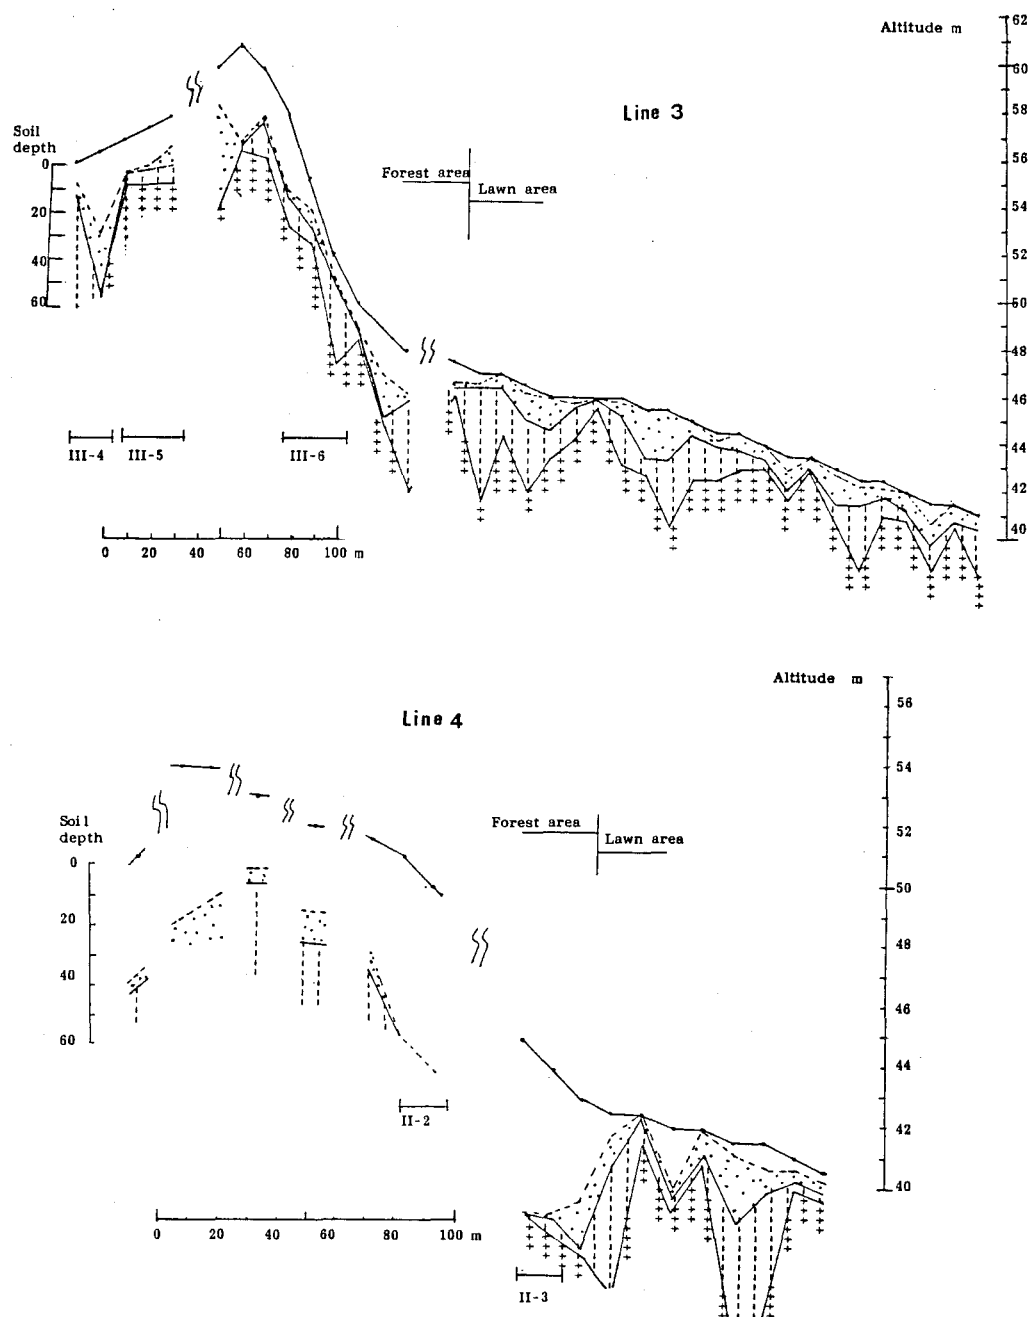 Altitude m
62
60
58
56
54
52
50
48
46
44
42
40
Line 3
Soil
depth
0
20
40
60
Forest area
Lawn area
III-4
III-5
III-6
0 20 40 60 80 100 m
Altitude m
56
54
52
50
48
46
44
42
40
Line 4
Soil
depth
0
20
40
60
Forest area
Lawn area
II-2
II-3
0 20 40 60 80 100 m